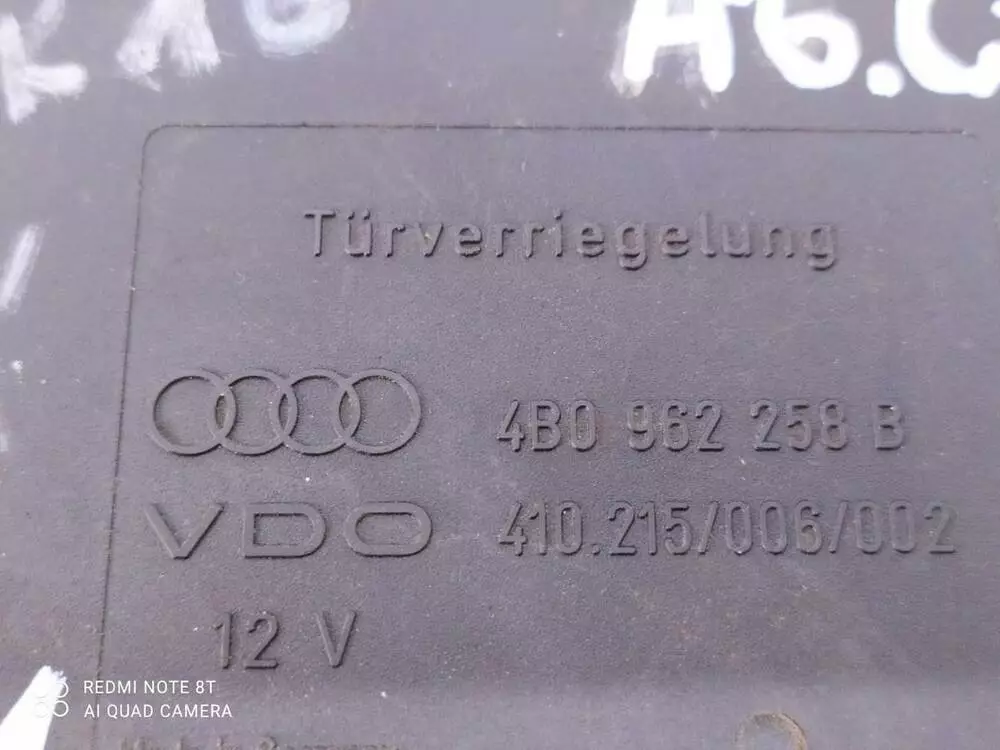 A6.C
Türverriegelung
4B0 962 258 B
VDO 410.215/006/002
12 V
REDMI NOTE 8T
AI QUAD CAMERA